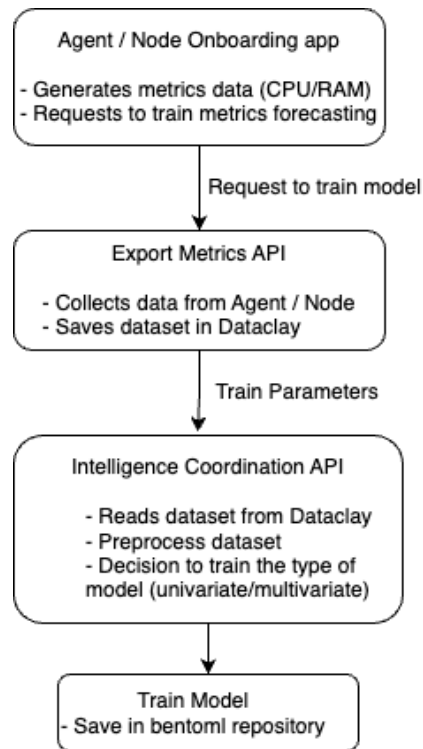 Agent / Node Onboarding app
- Generates metrics data (CPU/RAM)
- Requests to train metrics forecasting
Request to train model
Export Metrics API
- Collects data from Agent / Node
- Saves dataset in Dataclay
Train Parameters
Intelligence Coordination API
- Reads dataset from Dataclay
- Preprocess dataset
- Decision to train the type of
model (univariate/multivariate)
Train Model
- Save in bentoml repository